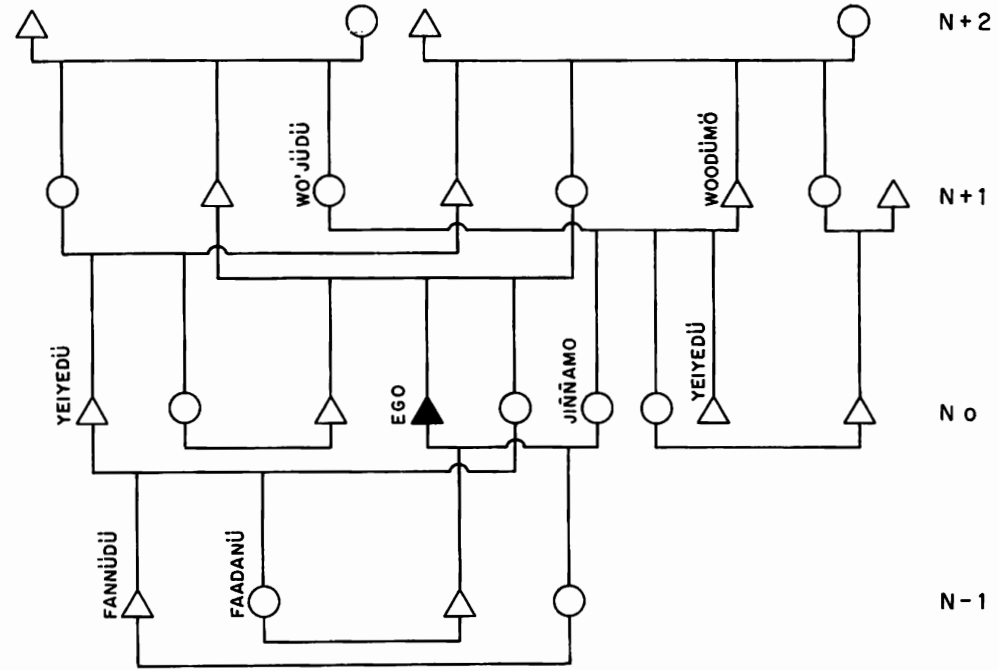 N+2
WO'JÜDÜ
WOODÜMÖ
N+1
YEIYEDÜ
EGO
JIÑÑAMO
YEIYEDÜ
No
FANNÜDÜ
FAADANÜ
N-1